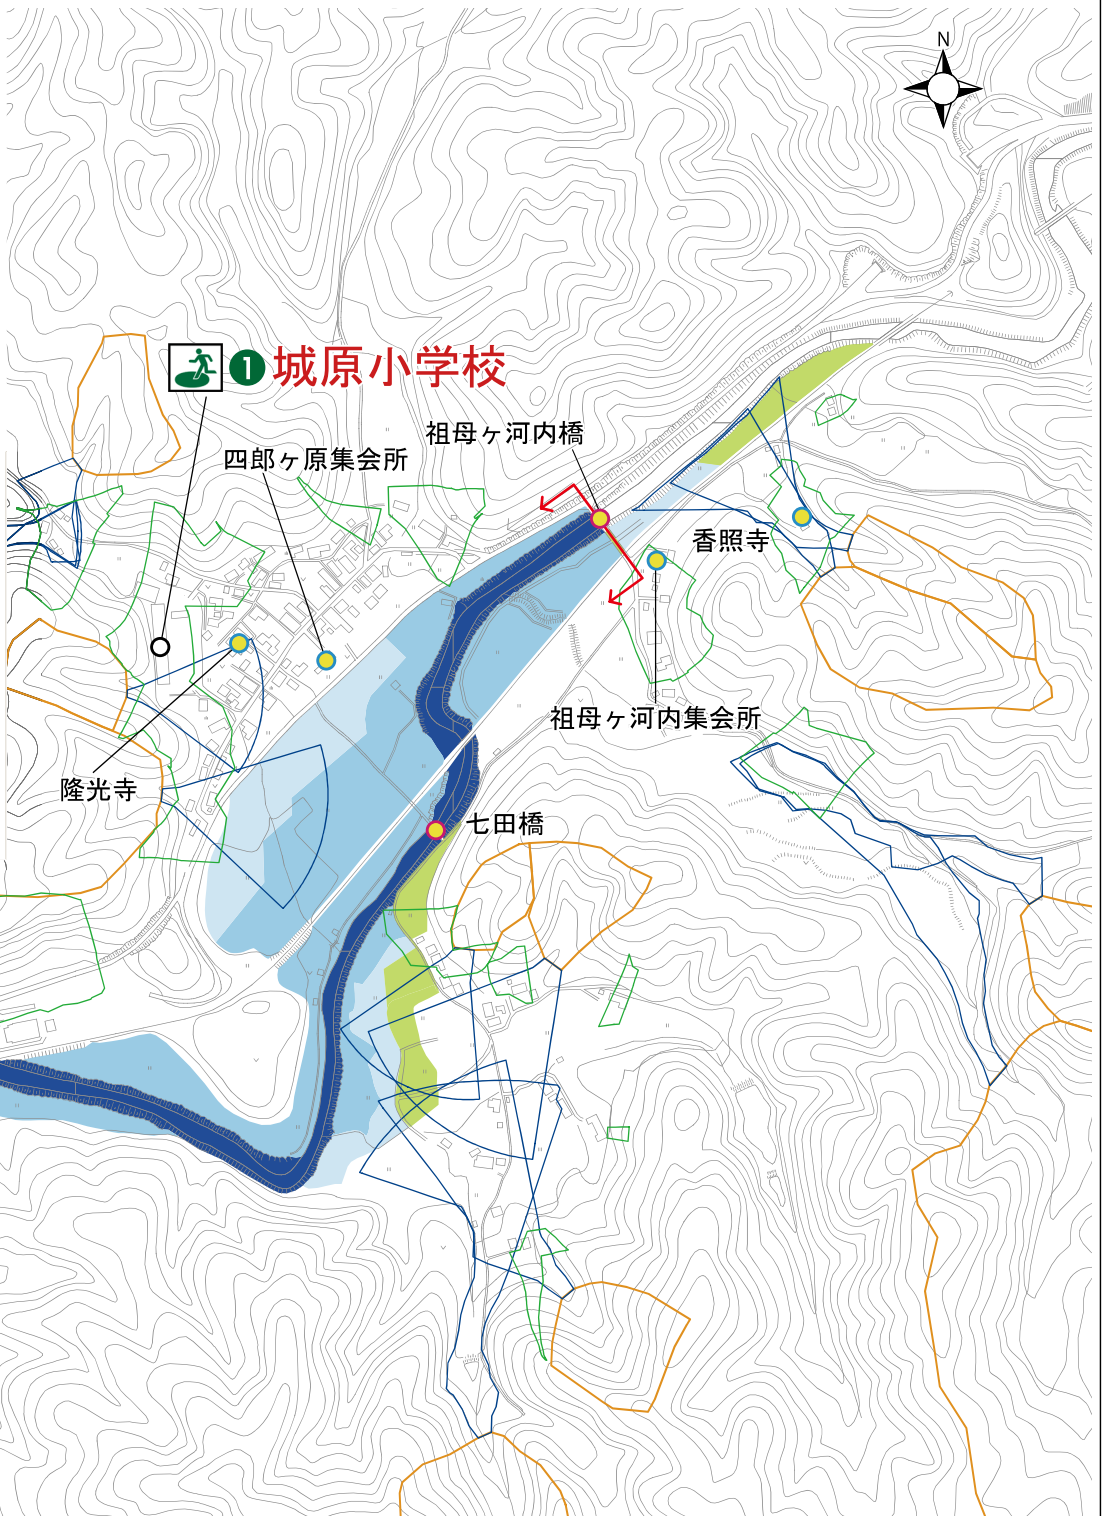 N
1 城原小学校
祖母ヶ河内橋
四郎ヶ原集会所
香照寺
祖母ヶ河内集会所
隆光寺
七田橋